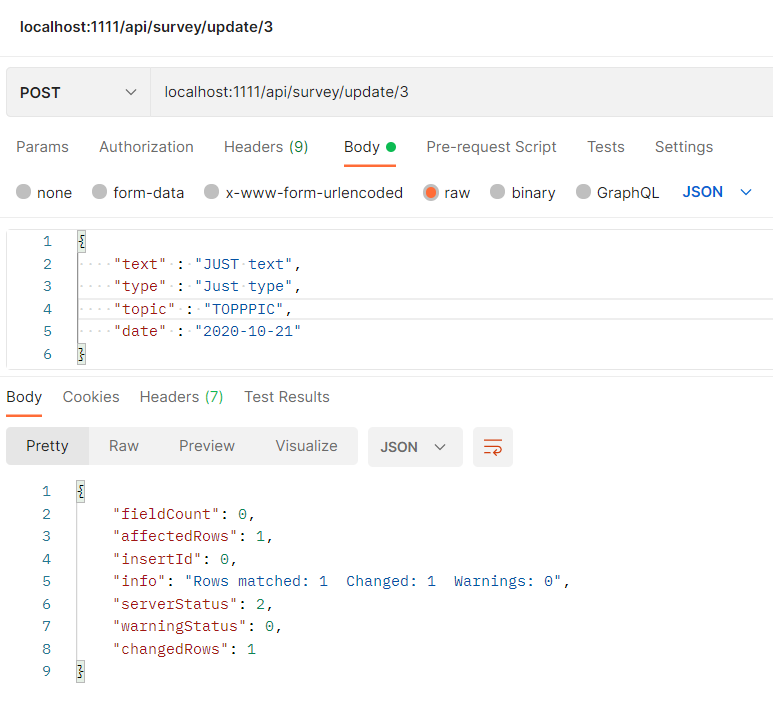 localhost:1111/api/survey/update/3
POST localhost:1111/api/survey/update/3
Params Authorization Headers (9) Body Pre-request Script Tests Settings
none form-data x-www-form-urlencoded raw binary GraphQL JSON
1 {
2 ····"text"·:·"JUST·text",
3 ····"type"·:·"Just·type",
4 ····"topic"·:·"TOPPPIC",
5 ····"date"·:·"2020-10-21"
6 }
Body Cookies Headers (7) Test Results
Pretty Raw Preview Visualize JSON
1 {
2 "fieldCount": 0,
3 "affectedRows": 1,
4 "insertId": 0,
5 "info": "Rows matched: 1  Changed: 1  Warnings: 0",
6 "serverStatus": 2,
7 "warningStatus": 0,
8 "changedRows": 1
9 }